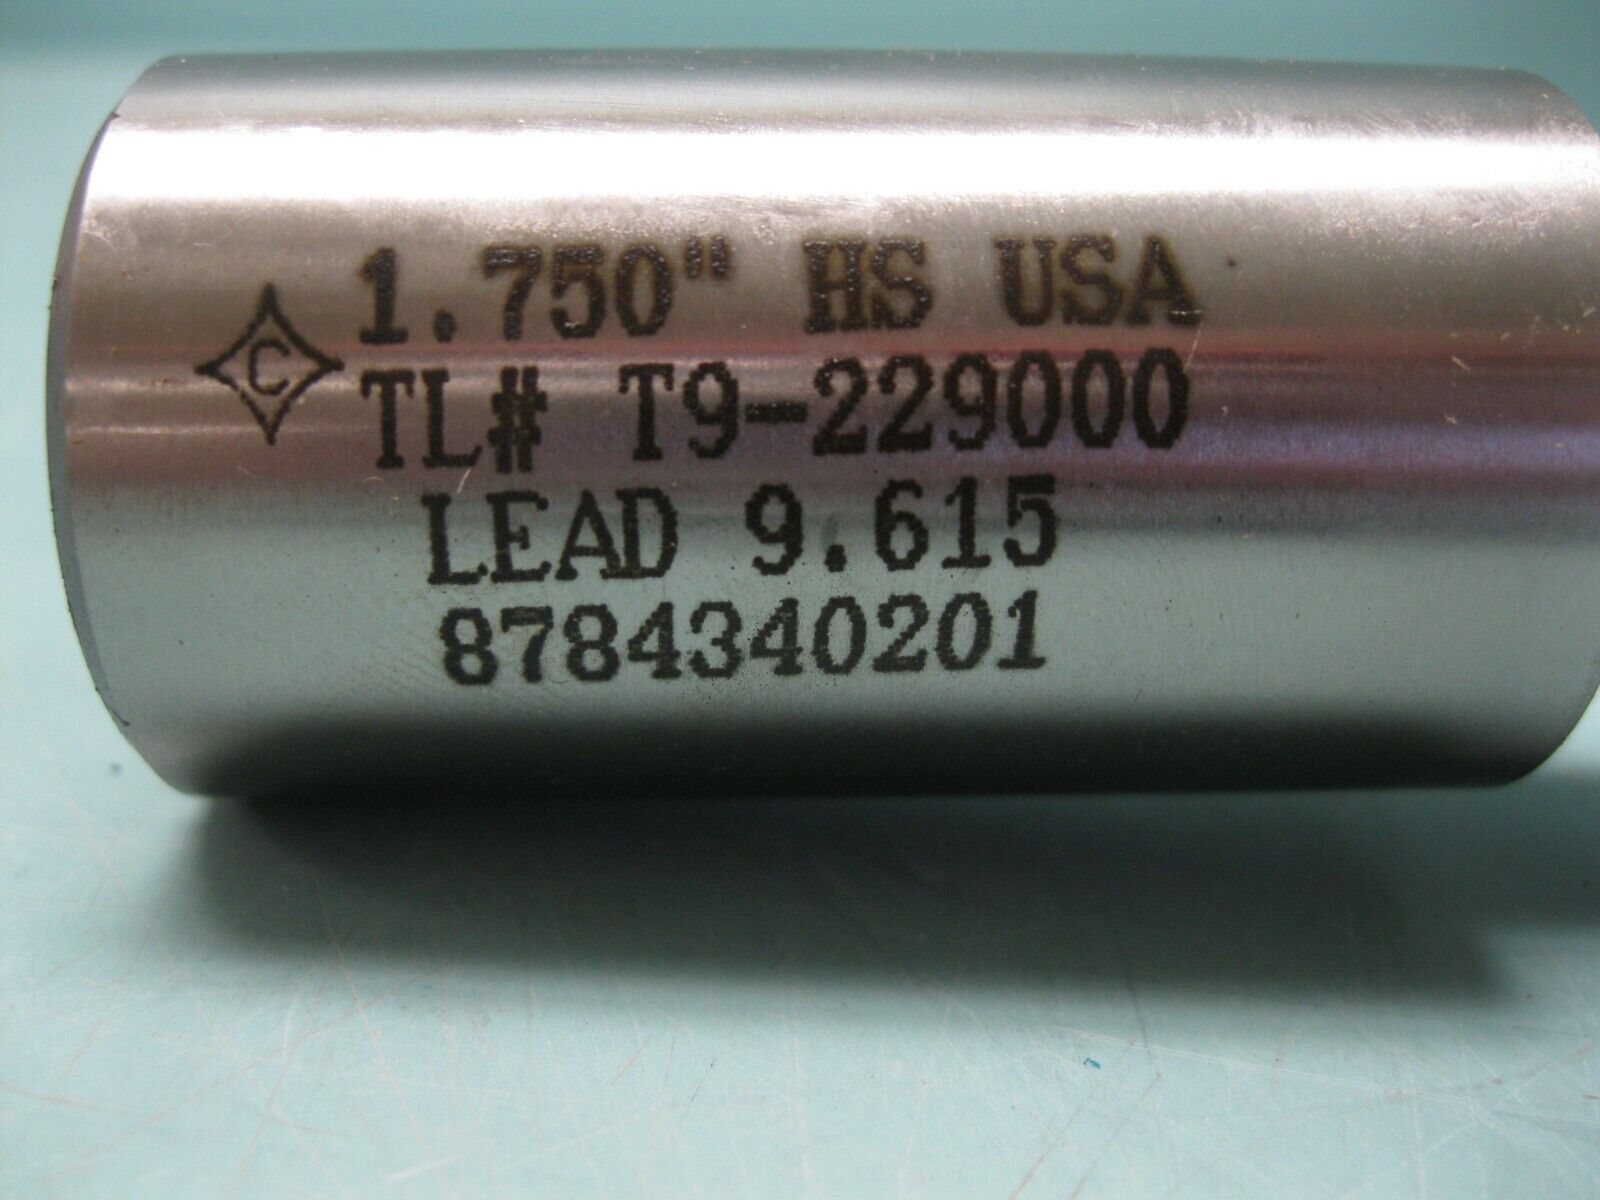 1.750" HS USA
C TL# T9-229000
LEAD 9.615
8784340201